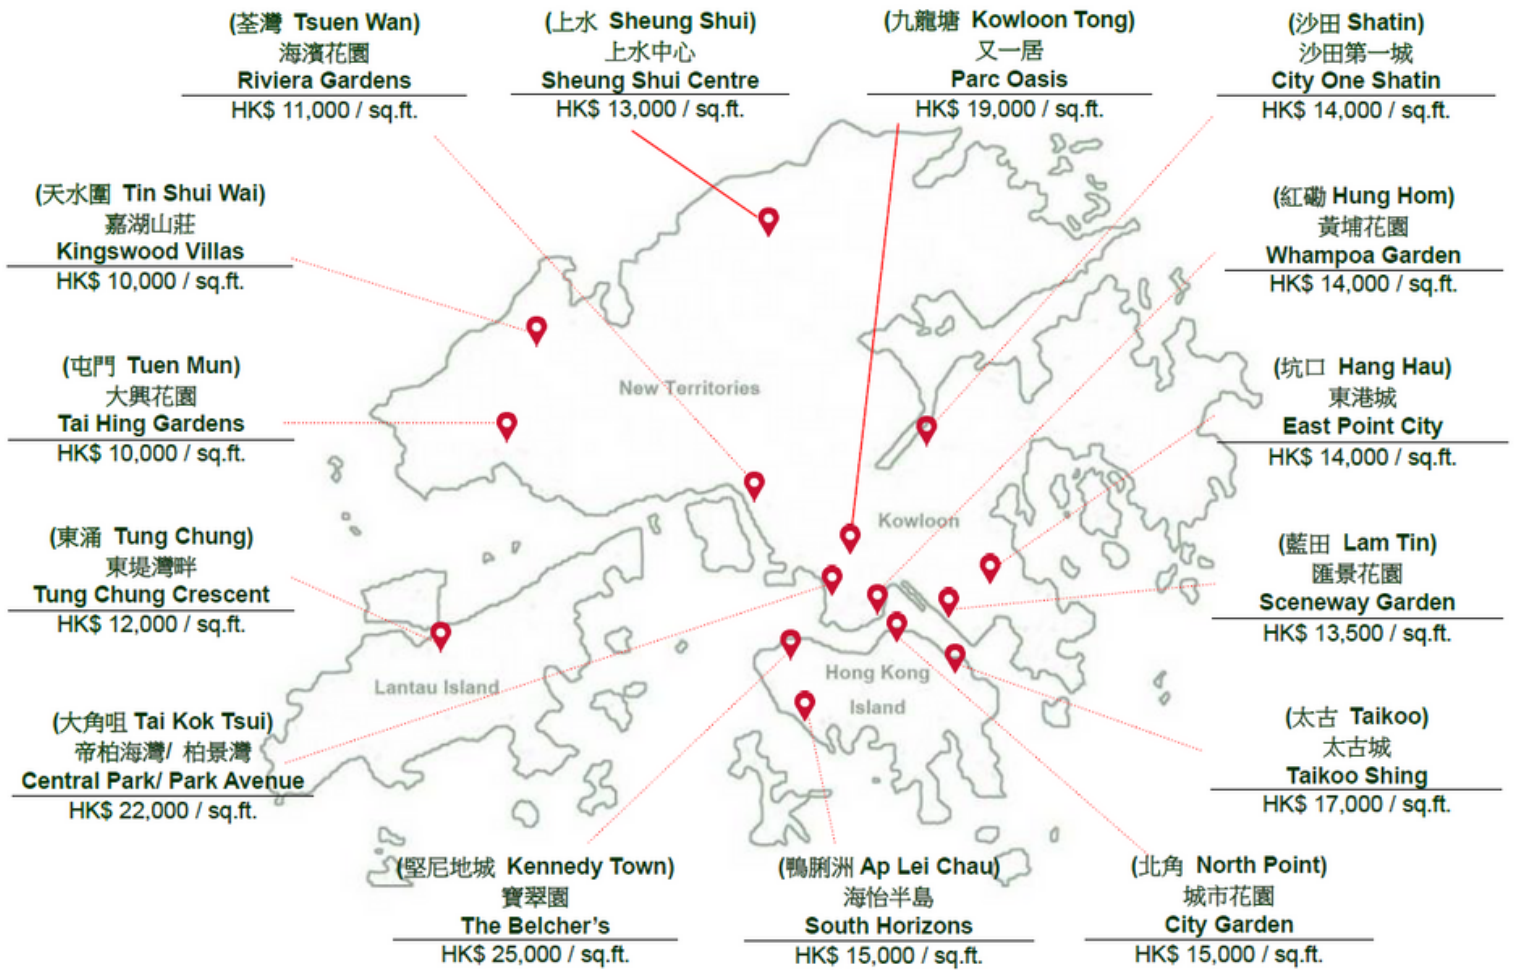 (荃灣 Tsuen Wan)
海濱花園
Riviera Gardens
HK$ 11,000 / sq.ft.
(上水 Sheung Shui)
上水中心
Sheung Shui Centre
HK$ 13,000 / sq.ft.
(九龍塘 Kowloon Tong)
又一居
Parc Oasis
HK$ 19,000 / sq.ft.
(沙田 Shatin)
沙田第一城
City One Shatin
HK$ 14,000 / sq.ft.
(天水圍 Tin Shui Wai)
嘉湖山莊
Kingswood Villas
HK$ 10,000 / sq.ft.
(紅磡 Hung Hom)
黃埔花園
Whampoa Garden
HK$ 14,000 / sq.ft.
(屯門 Tuen Mun)
大興花園
Tai Hing Gardens
HK$ 10,000 / sq.ft.
New Territories
(坑口 Hang Hau)
東港城
East Point City
HK$ 14,000 / sq.ft.
(東涌 Tung Chung)
東堤灣畔
Tung Chung Crescent
HK$ 12,000 / sq.ft.
Kowloon
(藍田 Lam Tin)
匯景花園
Sceneway Garden
HK$ 13,500 / sq.ft.
Lantau Island
Hong Kong
Island
(大角咀 Tai Kok Tsui)
帝柏海灣/ 柏景灣
Central Park/ Park Avenue
HK$ 22,000 / sq.ft.
(太古 Taikoo)
太古城
Taikoo Shing
HK$ 17,000 / sq.ft.
(堅尼地城 Kennedy Town)
寶翠園
The Belcher's
HK$ 25,000 / sq.ft.
(鴨脷洲 Ap Lei Chau)
海怡半島
South Horizons
HK$ 15,000 / sq.ft.
(北角 North Point)
城市花園
City Garden
HK$ 15,000 / sq.ft.